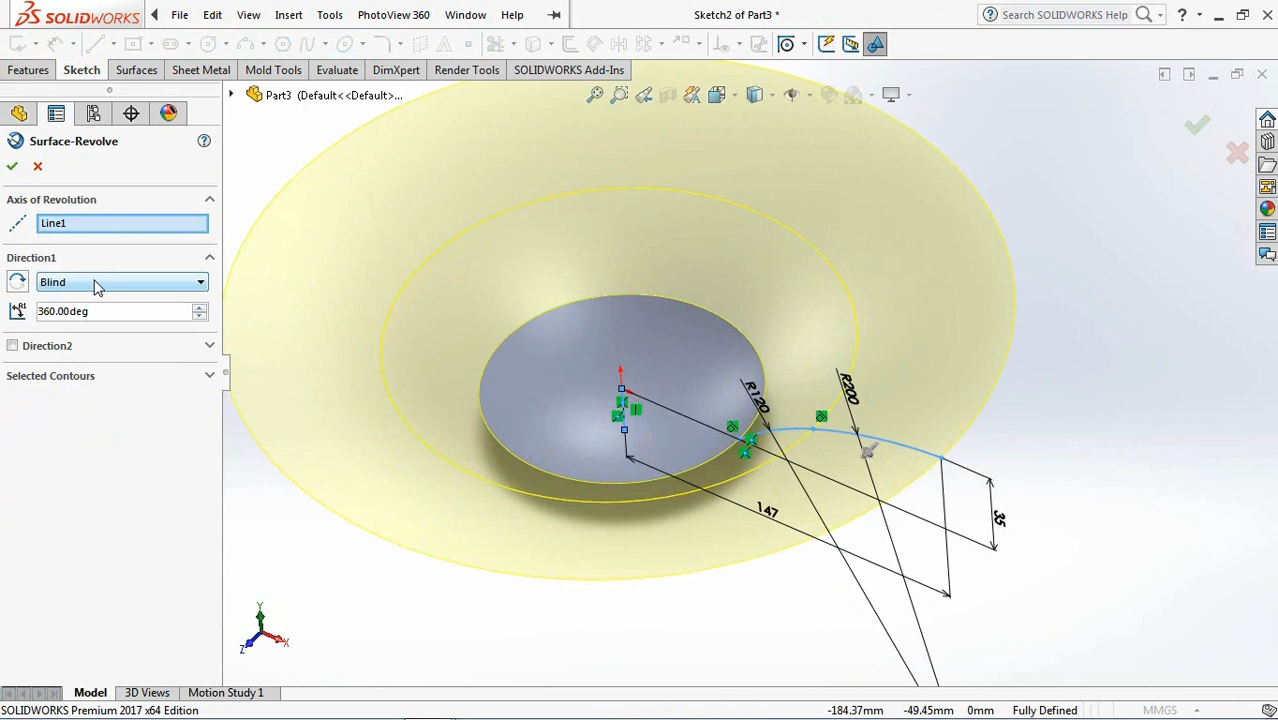 SOLIDWORKS File Edit View Insert Tools PhotoView 360 Window Help Sketch2 of Part3 * Search SOLIDWORKS Help ?
Features Sketch Surfaces Sheet Metal Mold Tools Evaluate DimXpert Render Tools SOLIDWORKS Add-Ins
Part3 (Default<<Default>...
Surface-Revolve ?
Axis of Revolution
Line1
Direction1
Blind
360.00deg
Direction2
Selected Contours
R120
R200
147
35
Y
Z
X
Model 3D Views Motion Study 1
SOLIDWORKS Premium 2017 x64 Edition -184.37mm -49.45mm 0mm Fully Defined MMGS